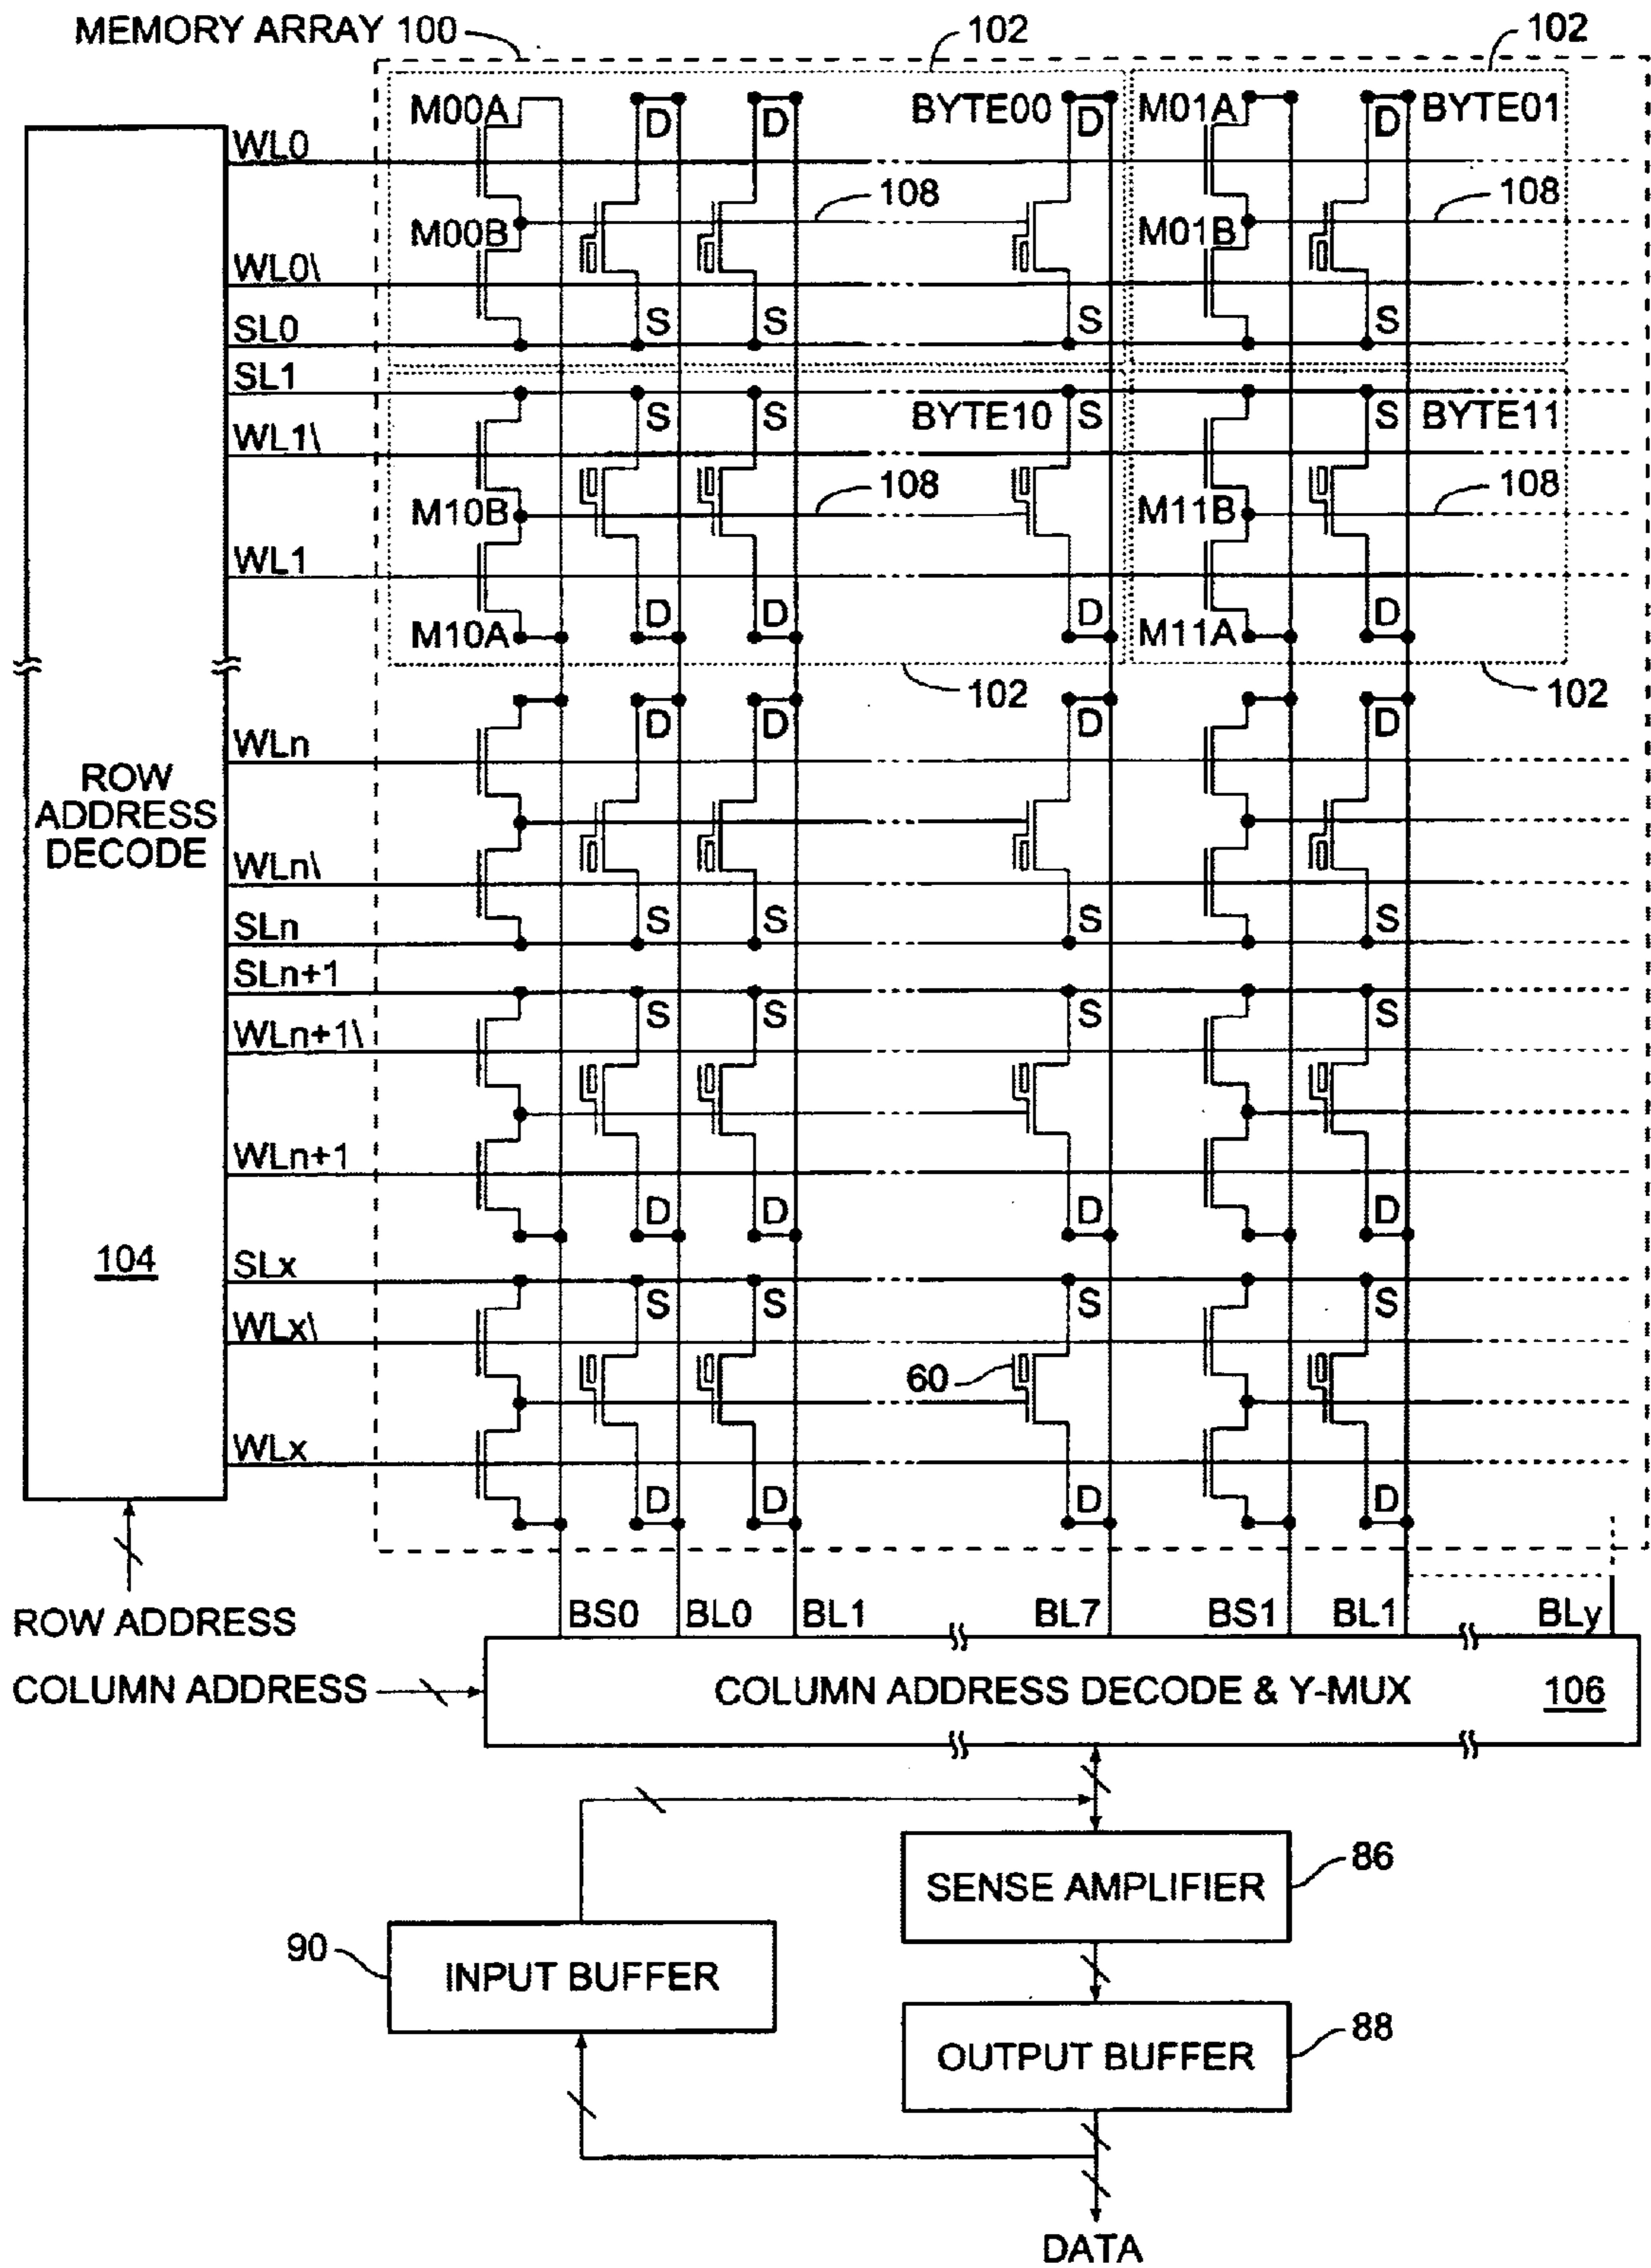 MEMORY ARRAY 100
102
102
M00A
D
D
BYTE00
D
M01A
D
BYTE01
WL0
108
108
M00B
M01B
WL0\
SL0
S
S
S
S
SL1
S
S
BYTE10
S
S
BYTE11
WL1\
108
108
M10B
M11B
WL1
M10A
D
D
D
M11A
D
102
102
D
D
D
D
WLn
ROW
ADDRESS
DECODE
WLn\
SLn
S
S
S
S
SLn+1
S
S
S
S
WLn+1\
WLn+1
D
D
D
D
104
SLx
S
S
S
S
WLx\
60
WLx
D
D
D
D
ROW ADDRESS
BS0
BL0
BL1
BL7
BS1
BL1
BLy
COLUMN ADDRESS
COLUMN ADDRESS DECODE & Y-MUX
106
SENSE AMPLIFIER
86
90
INPUT BUFFER
OUTPUT BUFFER
88
DATA